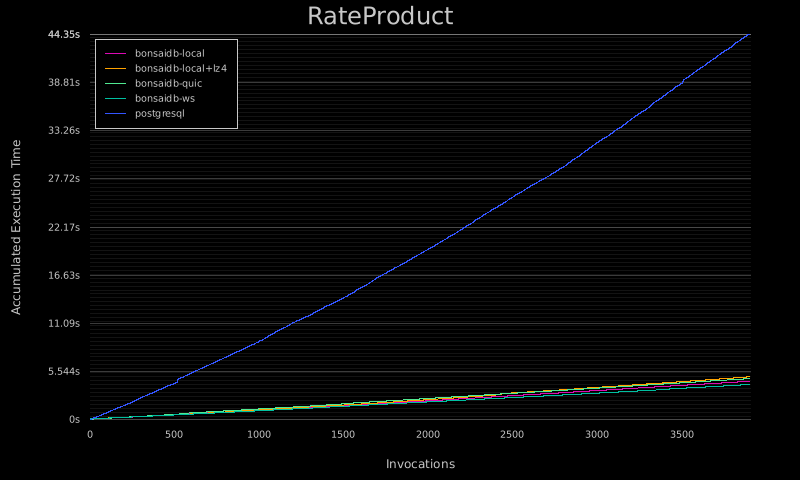 RateProduct
44.35s
38.81s
33.26s
27.72s
22.17s
16.63s
11.09s
5.544s
0s
Accumulated Execution Time
bonsaidb-local
bonsaidb-local+lz4
bonsaidb-quic
bonsaidb-ws
postgresql
0 500 1000 1500 2000 2500 3000 3500
Invocations